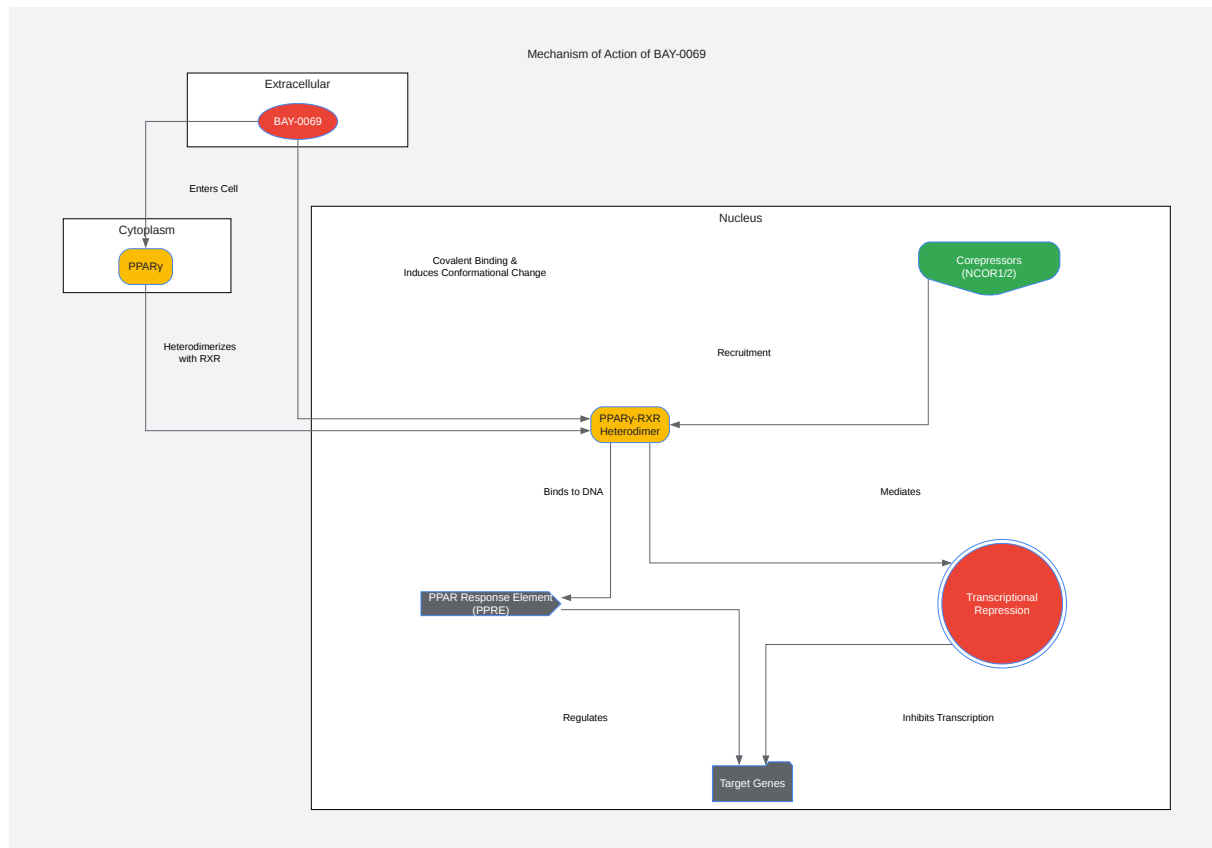 Mechanism of Action of BAY-0069
Extracellular
BAY-0069
Enters Cell
Cytoplasm
PPARγ
Heterodimerizes
with RXR
Nucleus
Covalent Binding &
Induces Conformational Change
Corepressors
(NCOR1/2)
Recruitment
PPARγ-RXR
Heterodimer
Binds to DNA
Mediates
PPAR Response Element
(PPRE)
Transcriptional
Repression
Regulates
Inhibits Transcription
Target Genes